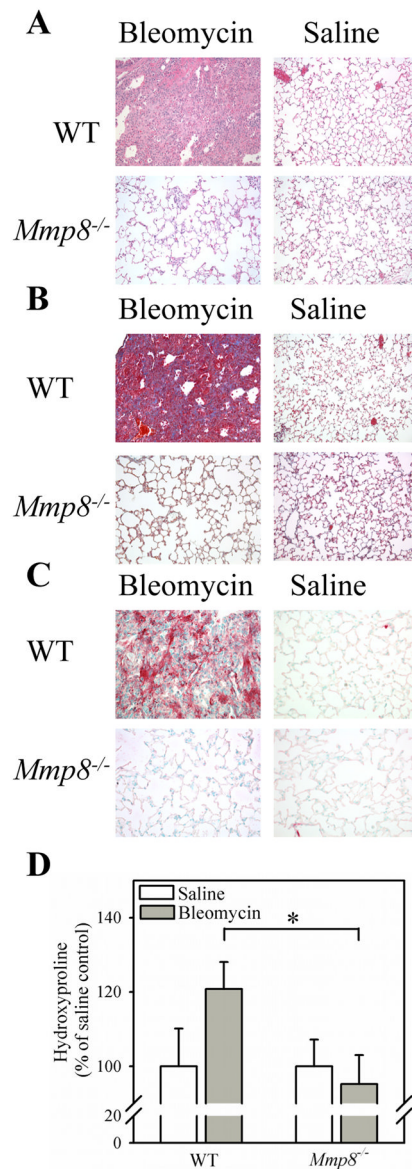 A
Bleomycin Saline
WT
Mmp8-/-
B
Bleomycin Saline
WT
Mmp8-/-
C
Bleomycin Saline
WT
Mmp8-/-
D
Saline
Bleomycin
*
Hydroxyproline
(% of saline control)
140
120
100
20
0
WT Mmp8-/-